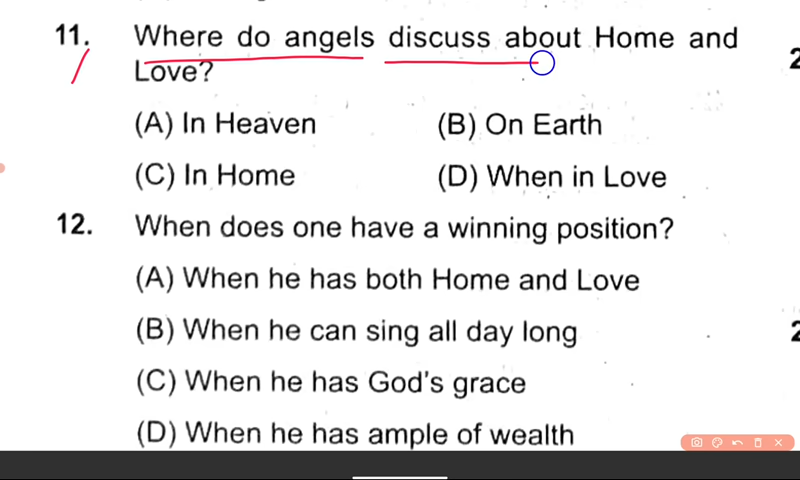 11. Where do angels discuss about Home and
Love?
(A) In Heaven (B) On Earth
(C) In Home (D) When in Love
12. When does one have a winning position?
(A) When he has both Home and Love
(B) When he can sing all day long
(C) When he has God's grace
(D) When he has ample of wealth
2
2